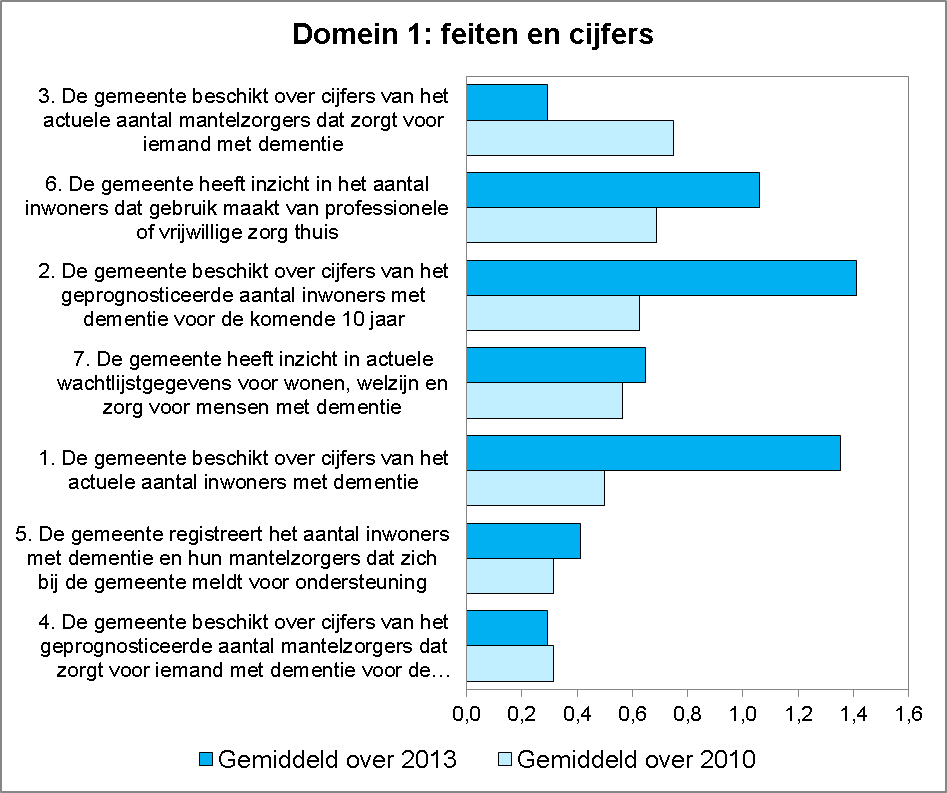 Domein 1: feiten en cijfers
3. De gemeente beschikt over cijfers van het
actuele aantal mantelzorgers dat zorgt voor
iemand met dementie
6. De gemeente heeft inzicht in het aantal
inwoners dat gebruik maakt van professionele
of vrijwillige zorg thuis
2. De gemeente beschikt over cijfers van het
geprognosticeerde aantal inwoners met
dementie voor de komende 10 jaar
7. De gemeente heeft inzicht in actuele
wachtlijstgegevens voor wonen, welzijn en
zorg voor mensen met dementie
1. De gemeente beschikt over cijfers van het
actuele aantal inwoners met dementie
5. De gemeente registreert het aantal inwoners
met dementie en hun mantelzorgers dat zich
bij de gemeente meldt voor ondersteuning
4. De gemeente beschikt over cijfers van het
geprognosticeerde aantal mantelzorgers dat
zorgt voor iemand met dementie voor de…
0,0 0,2 0,4 0,6 0,8 1,0 1,2 1,4 1,6
Gemiddeld over 2013 Gemiddeld over 2010